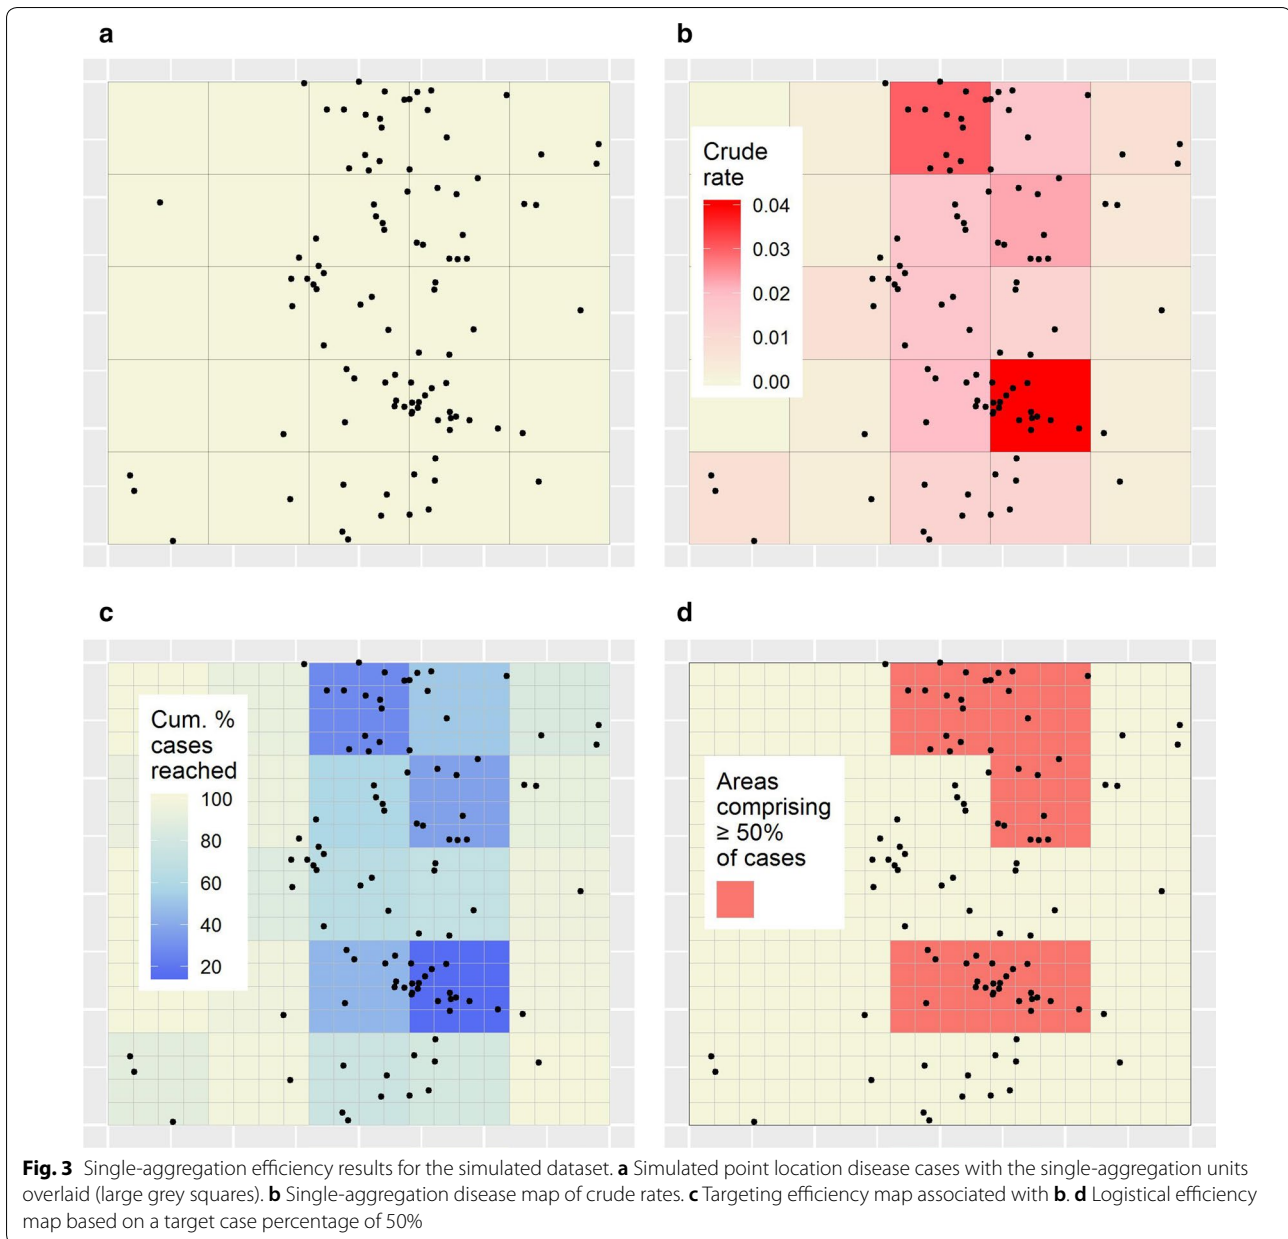 a
b
Crude
rate
0.04
0.03
0.02
0.01
0.00
c
d
Cum. %
cases
reached
100
80
60
40
20
Areas
comprising
≥ 50%
of cases
Fig. 3 Single-aggregation efficiency results for the simulated dataset. a Simulated point location disease cases with the single-aggregation units
overlaid (large grey squares). b Single-aggregation disease map of crude rates. c Targeting efficiency map associated with b. d Logistical efficiency
map based on a target case percentage of 50%